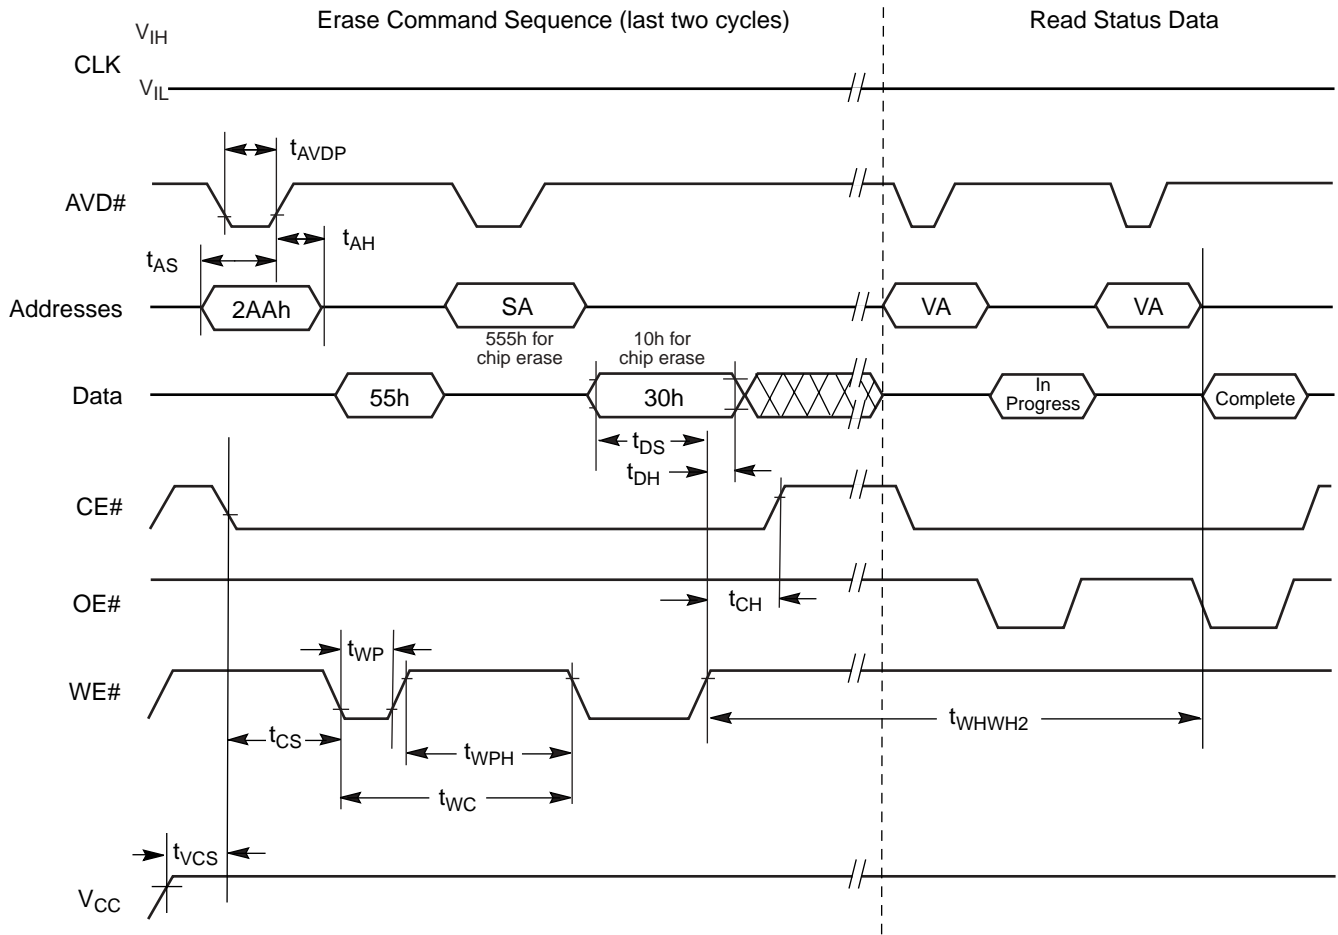 Erase Command Sequence (last two cycles)
Read Status Data
VIH
CLK
VIL
tAVDP
AVD#
tAH
tAS
Addresses
2AAh
SA
VA
VA
555h for
chip erase
10h for
chip erase
Data
55h
30h
In
Progress
Complete
tDS
tDH
CE#
OE#
tCH
tWP
WE#
tWHWH2
tCS
tWPH
tWC
tVCS
VCC